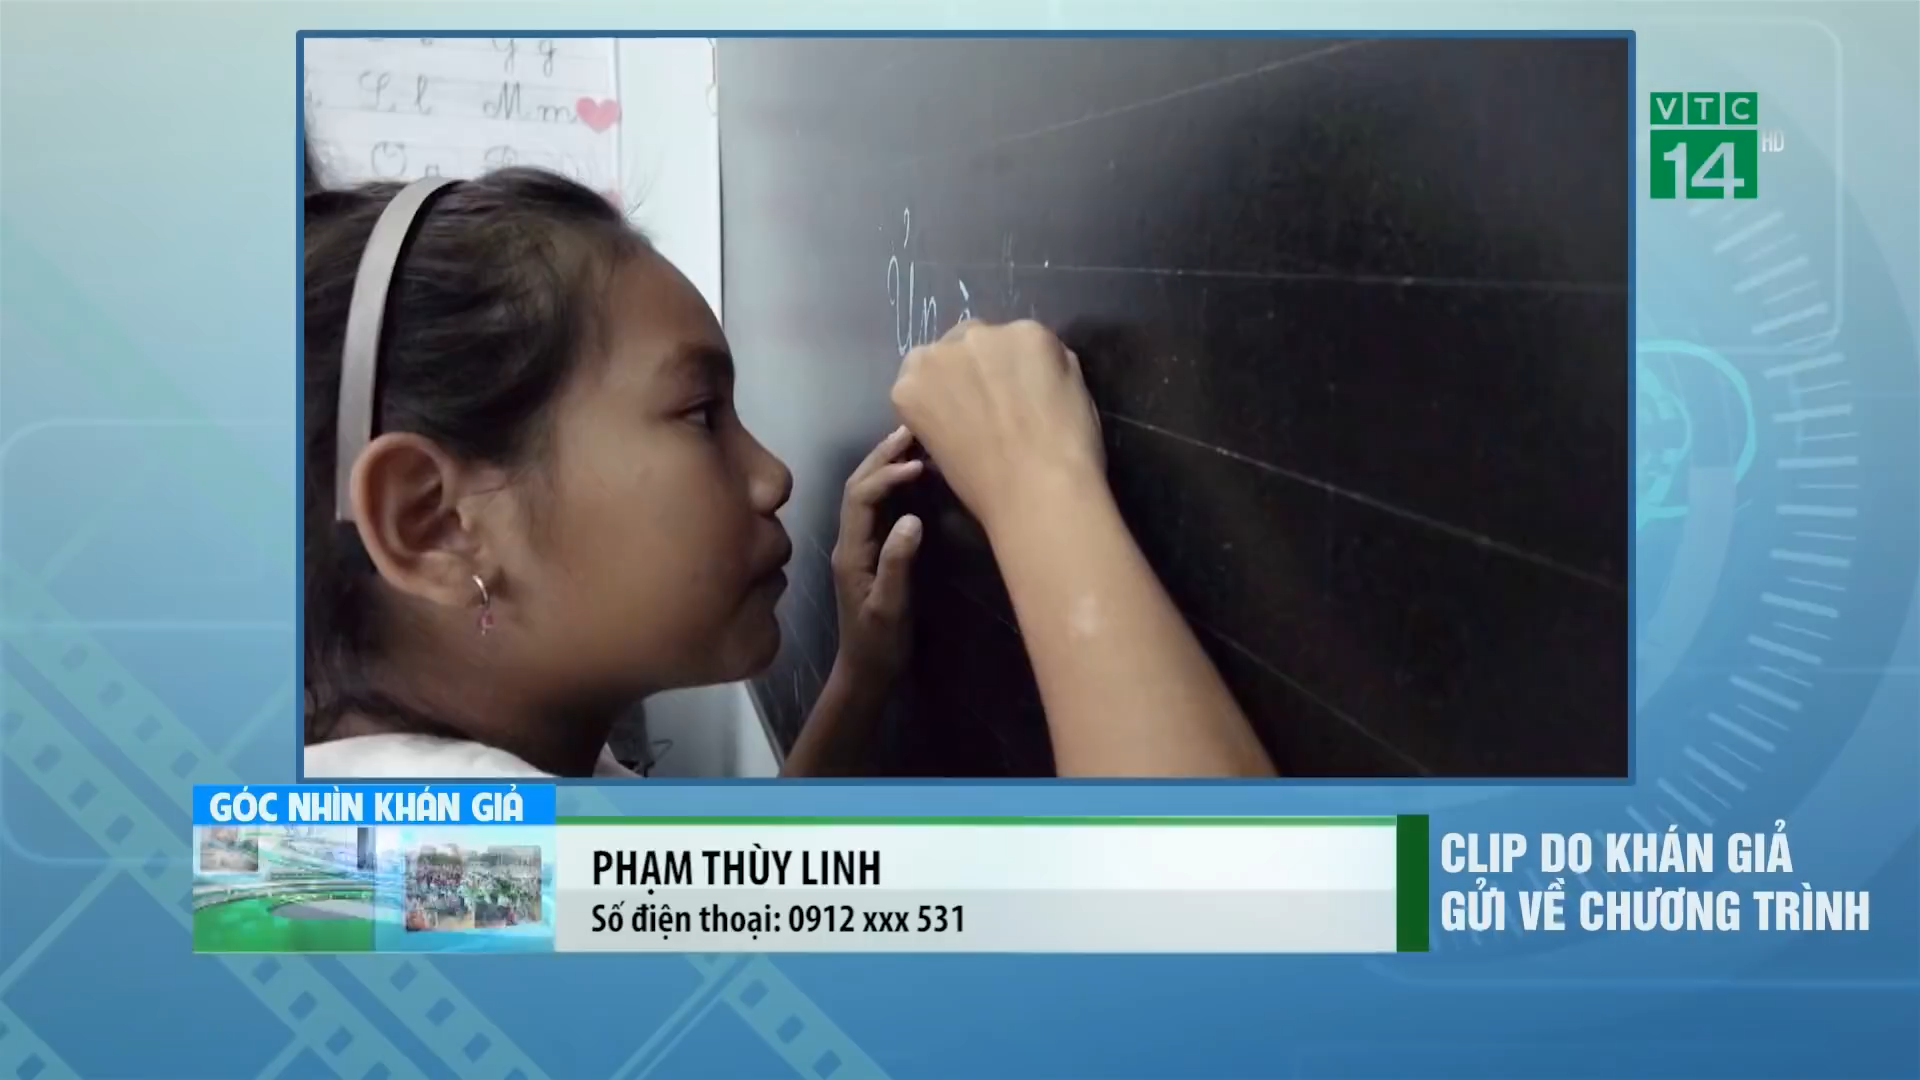 G g
L l M m
VTC
14 HD
GÓC NHÌN KHÁN GIẢ
PHẠM THÙY LINH
Số điện thoại: 0912 xxx 531
CLIP DO KHÁN GIẢ
GỬI VỀ CHƯƠNG TRÌNH